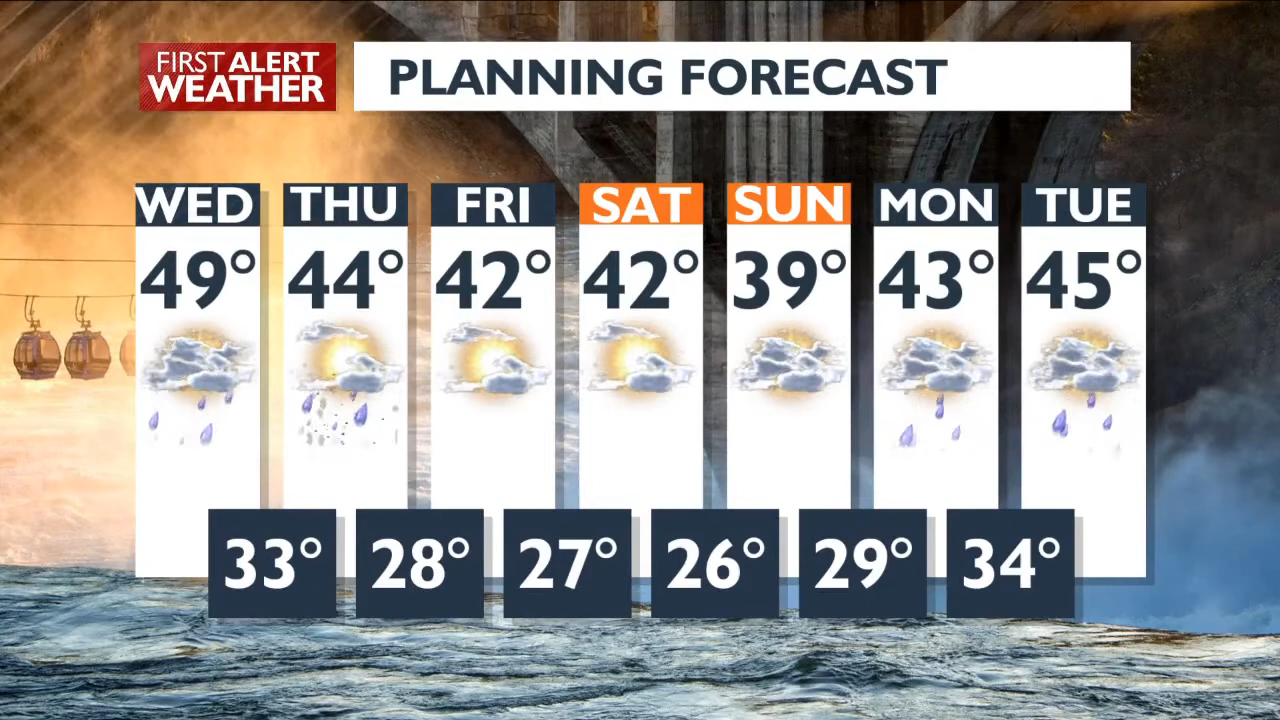 FIRST ALERT
WEATHER
PLANNING FORECAST
WED THU FRI SAT SUN MON TUE
49° 44° 42° 42° 39° 43° 45°
33° 28° 27° 26° 29° 34°